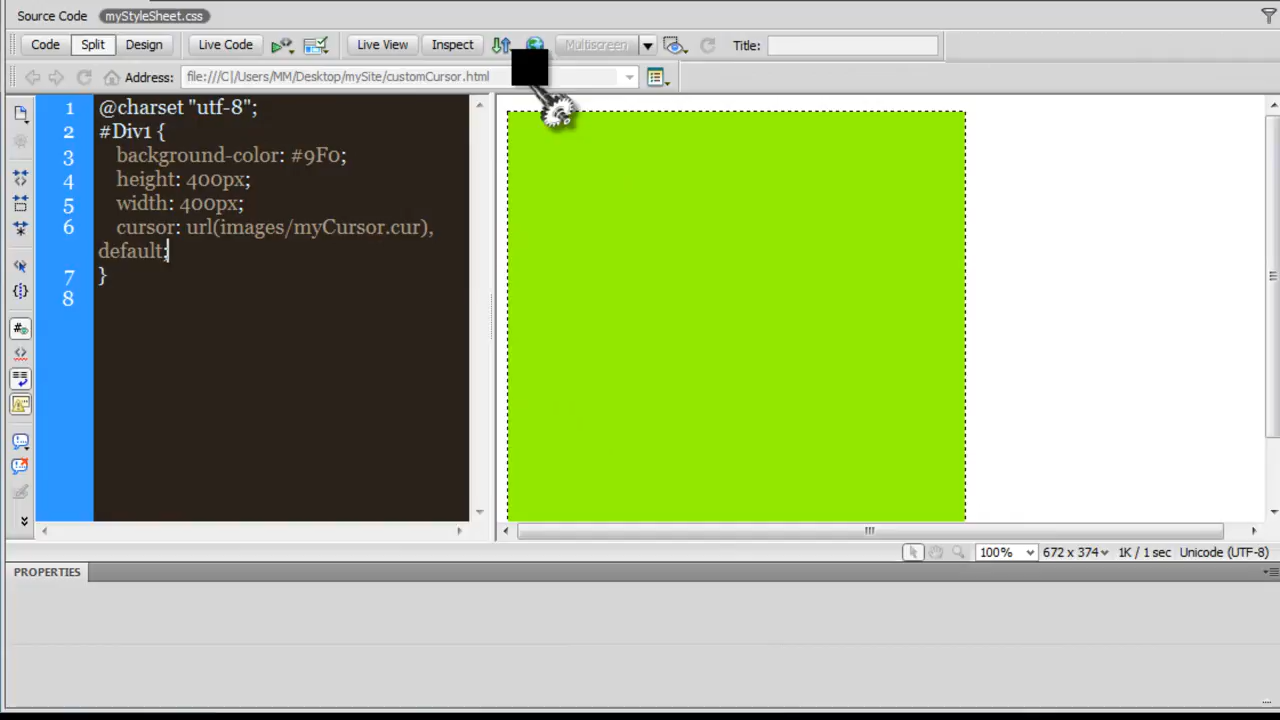 Source Code myStyleSheet.css
Code Split Design Live Code Live View Inspect Multiscreen Title:
Address: file:///C|/Users/MM/Desktop/mySite/customCursor.html
1 @charset "utf-8";
2 #Div1 {
3 background-color: #9F0;
4 height: 400px;
5 width: 400px;
6 cursor: url(images/myCursor.cur),
default;
7 }
8
100% 672 x 374 1K / 1 sec Unicode (UTF-8)
PROPERTIES